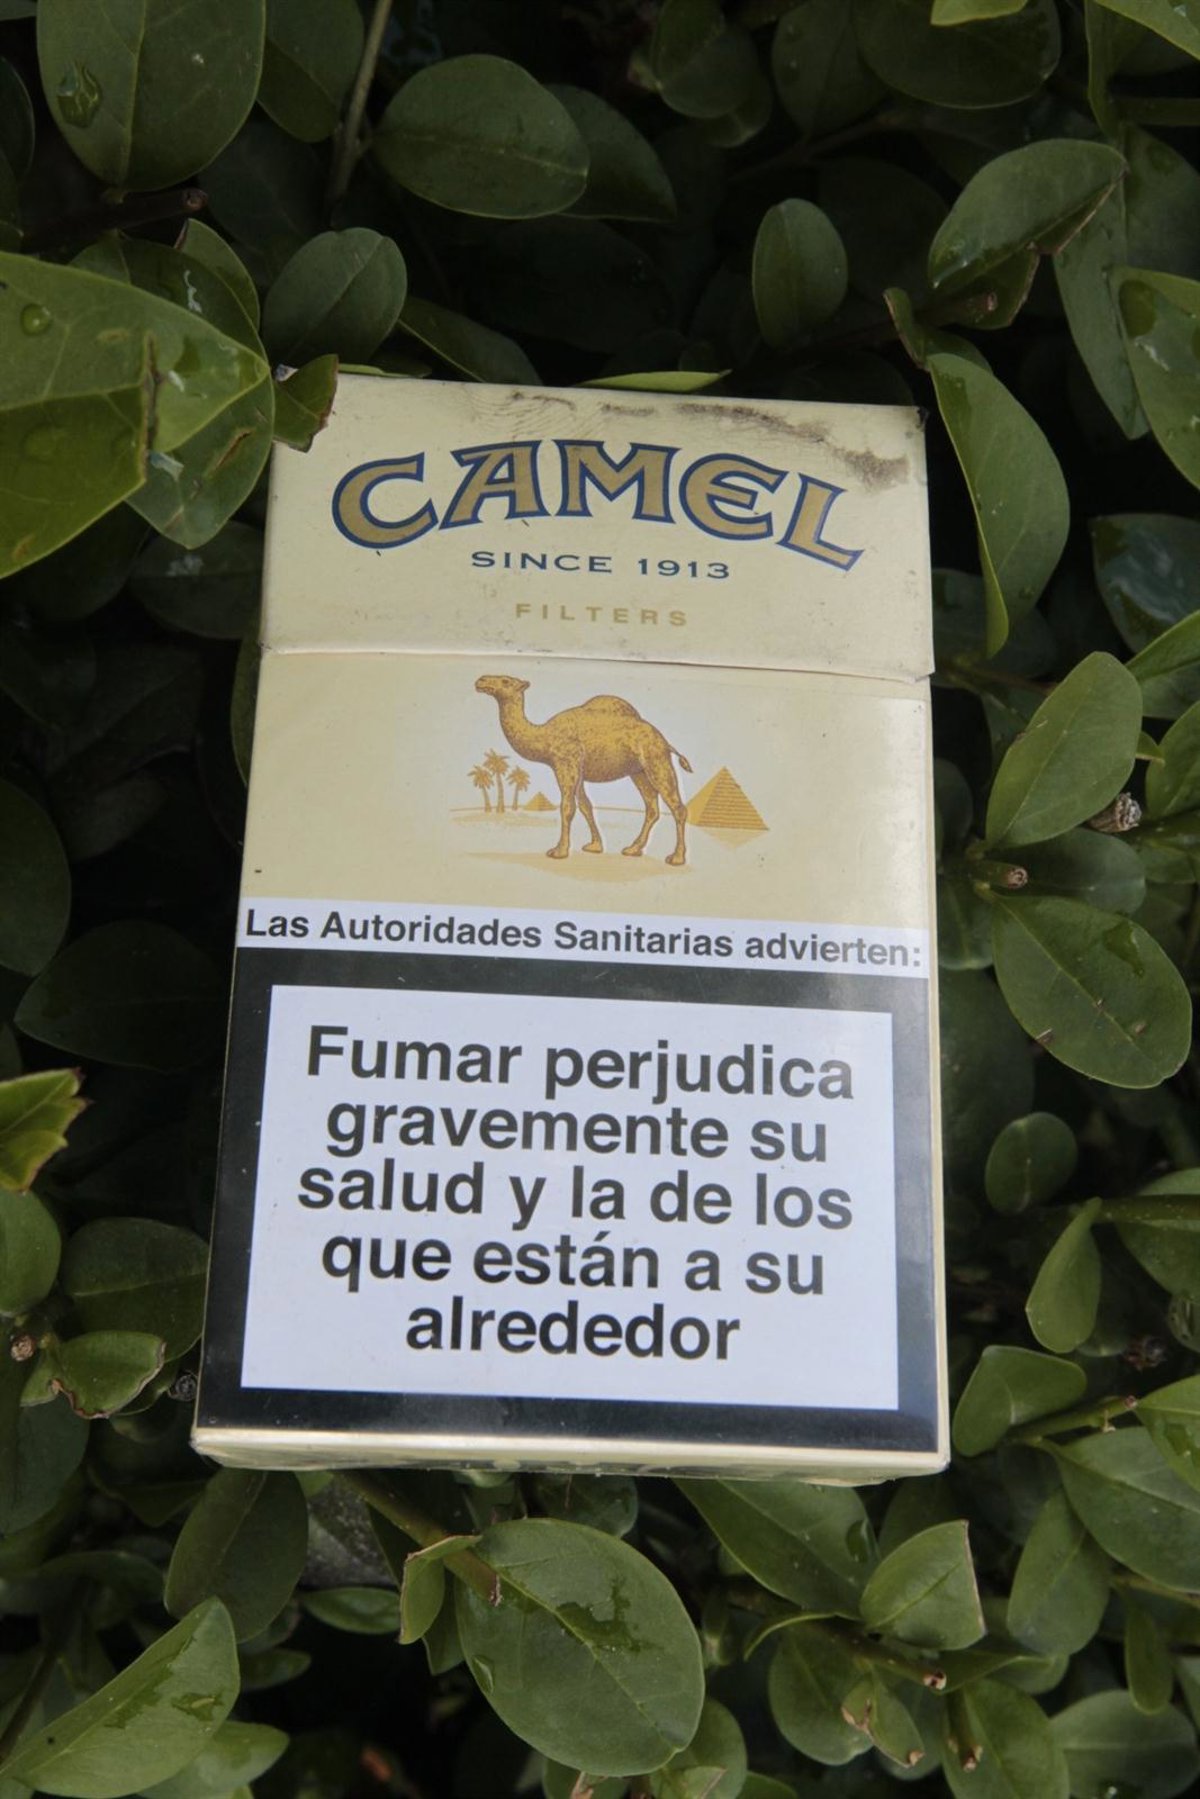 CAMEL
SINCE 1913
FILTERS
Las Autoridades Sanitarias advierten:
Fumar perjudica
gravemente su
salud y la de los
que están a su
alrededor